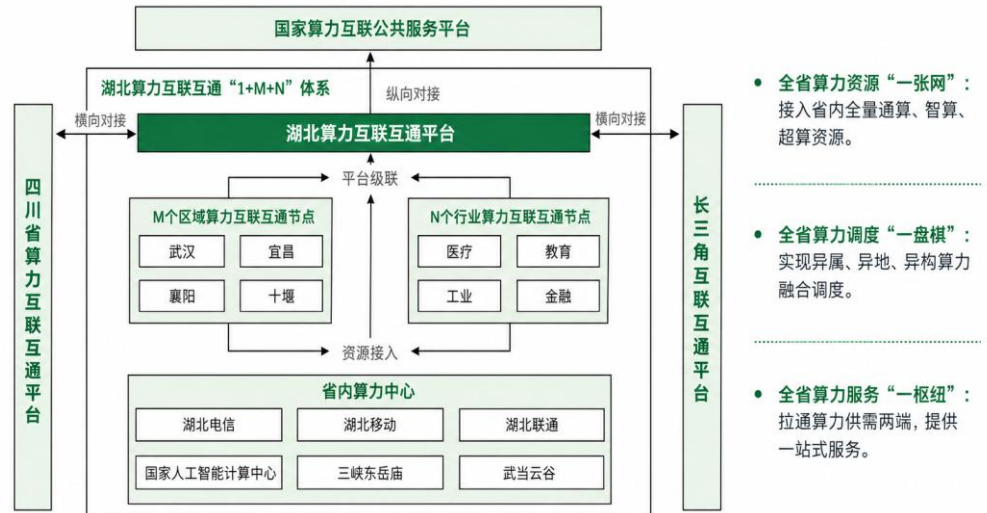 国家算力互联公共服务平台
湖北算力互联互通“1+M+N”体系
纵向对接
横向对接
湖北算力互联互通平台
横向对接
四川省算力互联互通平台
平台级联
M个区域算力互联互通节点
武汉
宜昌
襄阳
十堰
N个行业算力互联互通节点
医疗
教育
工业
金融
资源接入
省内算力中心
湖北电信
湖北移动
湖北联通
国家人工智能计算中心
三峡东岳庙
武当云谷
长三角互联互通平台
• 全省算力资源“一张网”：
接入省内全量通算、智算、
超算资源。
• 全省算力调度“一盘棋”：
实现异属、异地、异构算力
融合调度。
• 全省算力服务“一枢纽”：
拉通算力供需两端，提供
一站式服务。